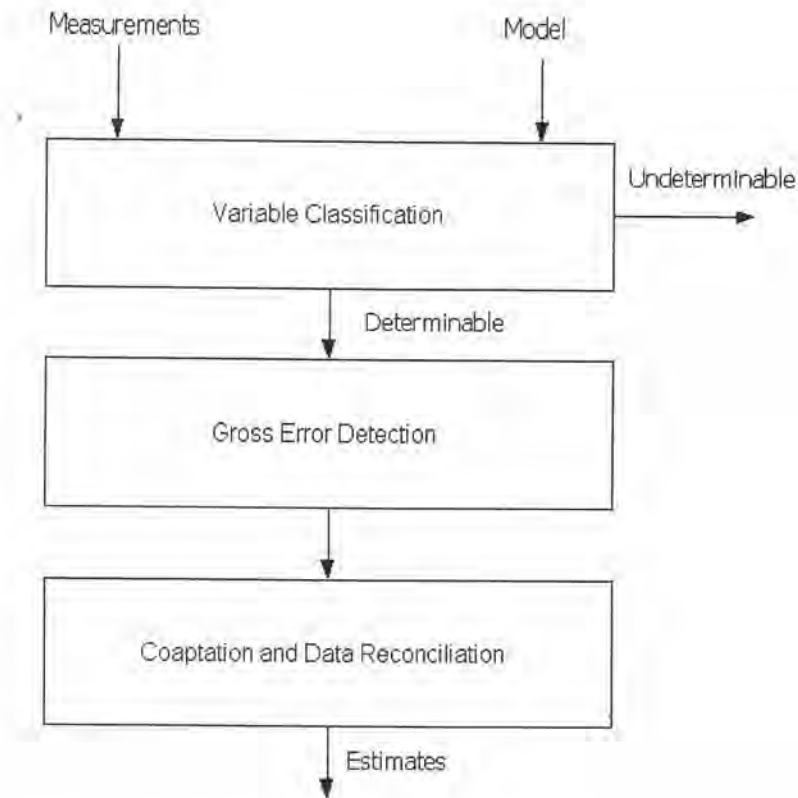 Measurements
Model
Variable Classification
Undeterminable
Determinable
Gross Error Detection
Coaptation and Data Reconciliation
Estimates